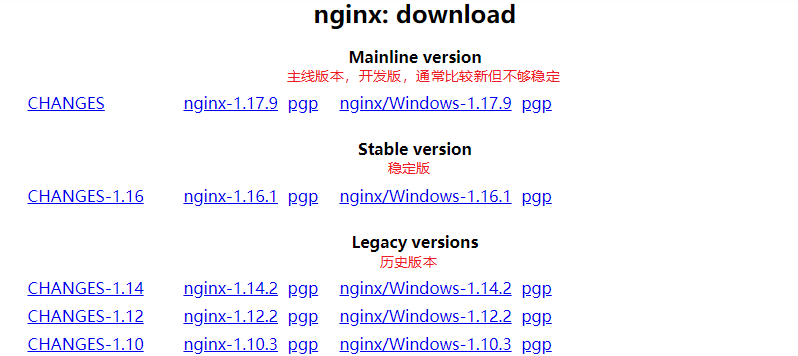 nginx: download
Mainline version
主线版本，开发版，通常比较新但不够稳定
CHANGES nginx-1.17.9 pgp nginx/Windows-1.17.9 pgp
Stable version
稳定版
CHANGES-1.16 nginx-1.16.1 pgp nginx/Windows-1.16.1 pgp
Legacy versions
历史版本
CHANGES-1.14 nginx-1.14.2 pgp nginx/Windows-1.14.2 pgp
CHANGES-1.12 nginx-1.12.2 pgp nginx/Windows-1.12.2 pgp
CHANGES-1.10 nginx-1.10.3 pgp nginx/Windows-1.10.3 pgp